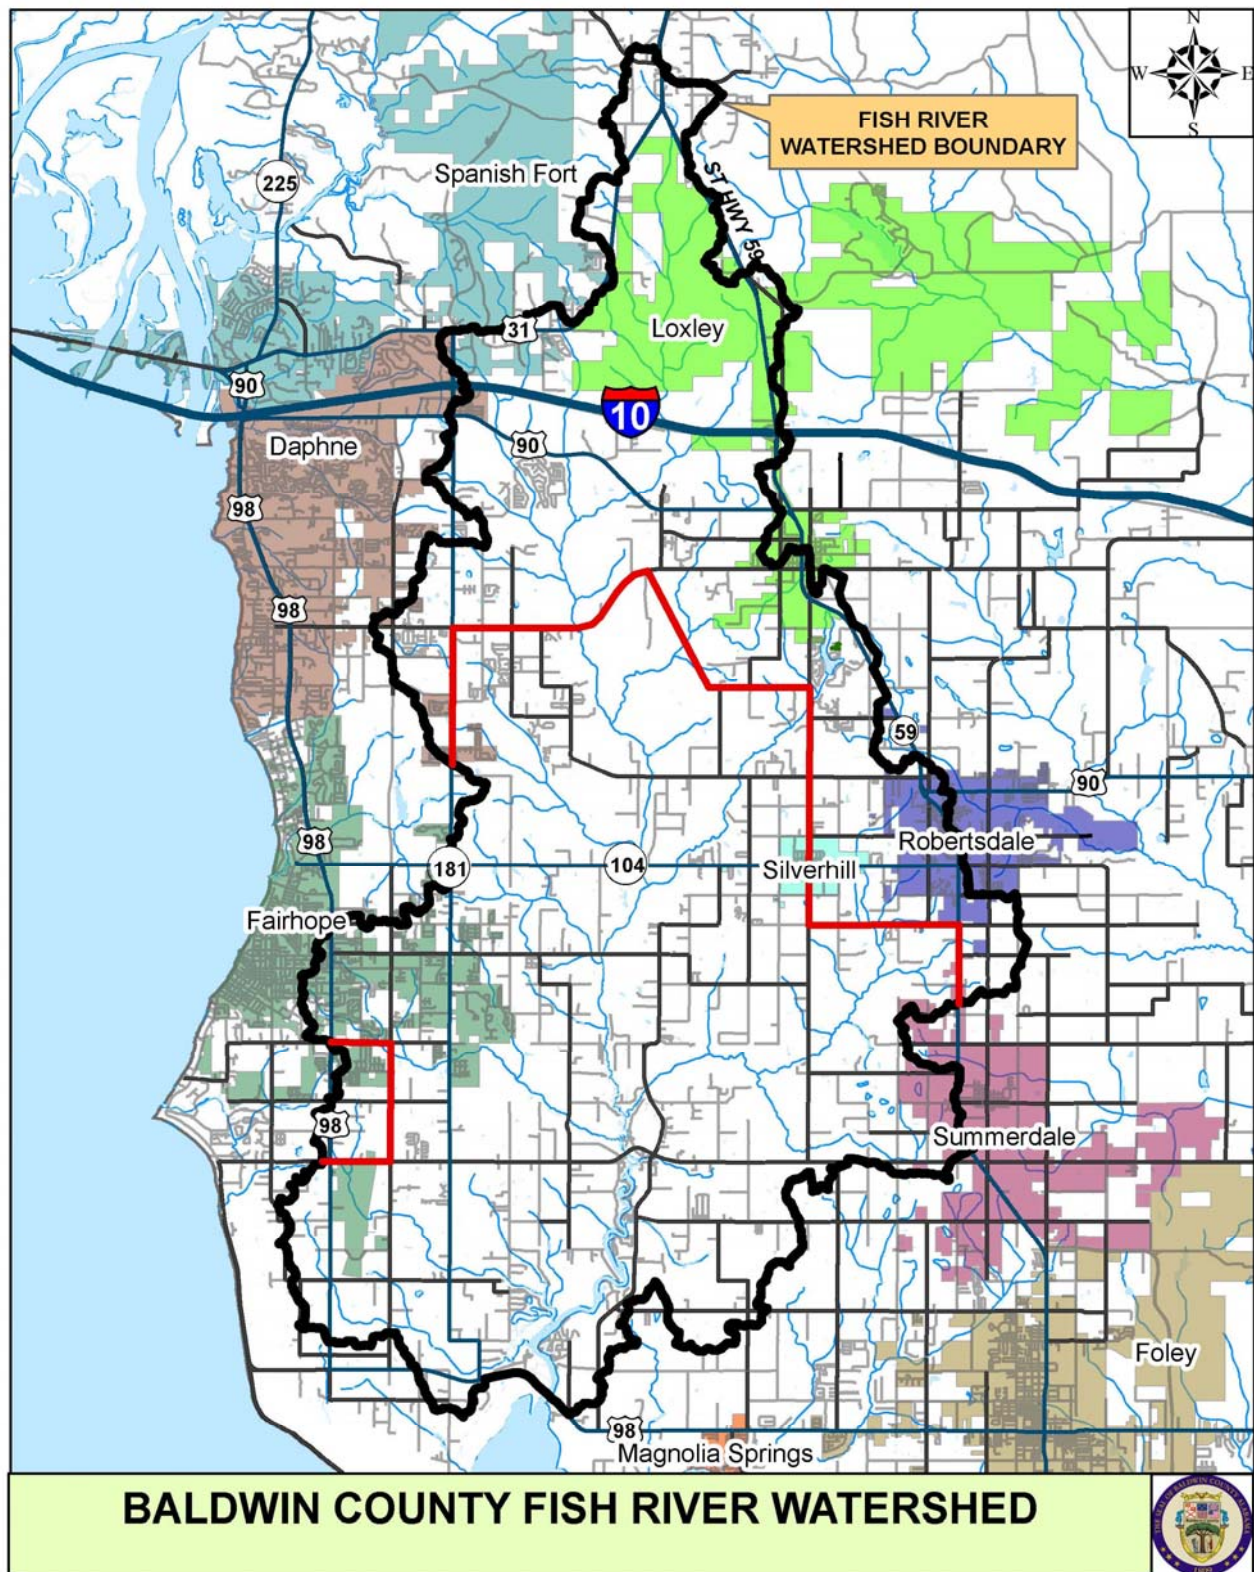 N
W
E
S
FISH RIVER
WATERSHED BOUNDARY
Spanish Fort
225
ST HWY 59
31
Loxley
90
10
Daphne
90
98
98
59
90
98
Robertsdale
181
104
Silverhill
Fairhope
98
Summerdale
Foley
98
Magnolia Springs
BALDWIN COUNTY FISH RIVER WATERSHED